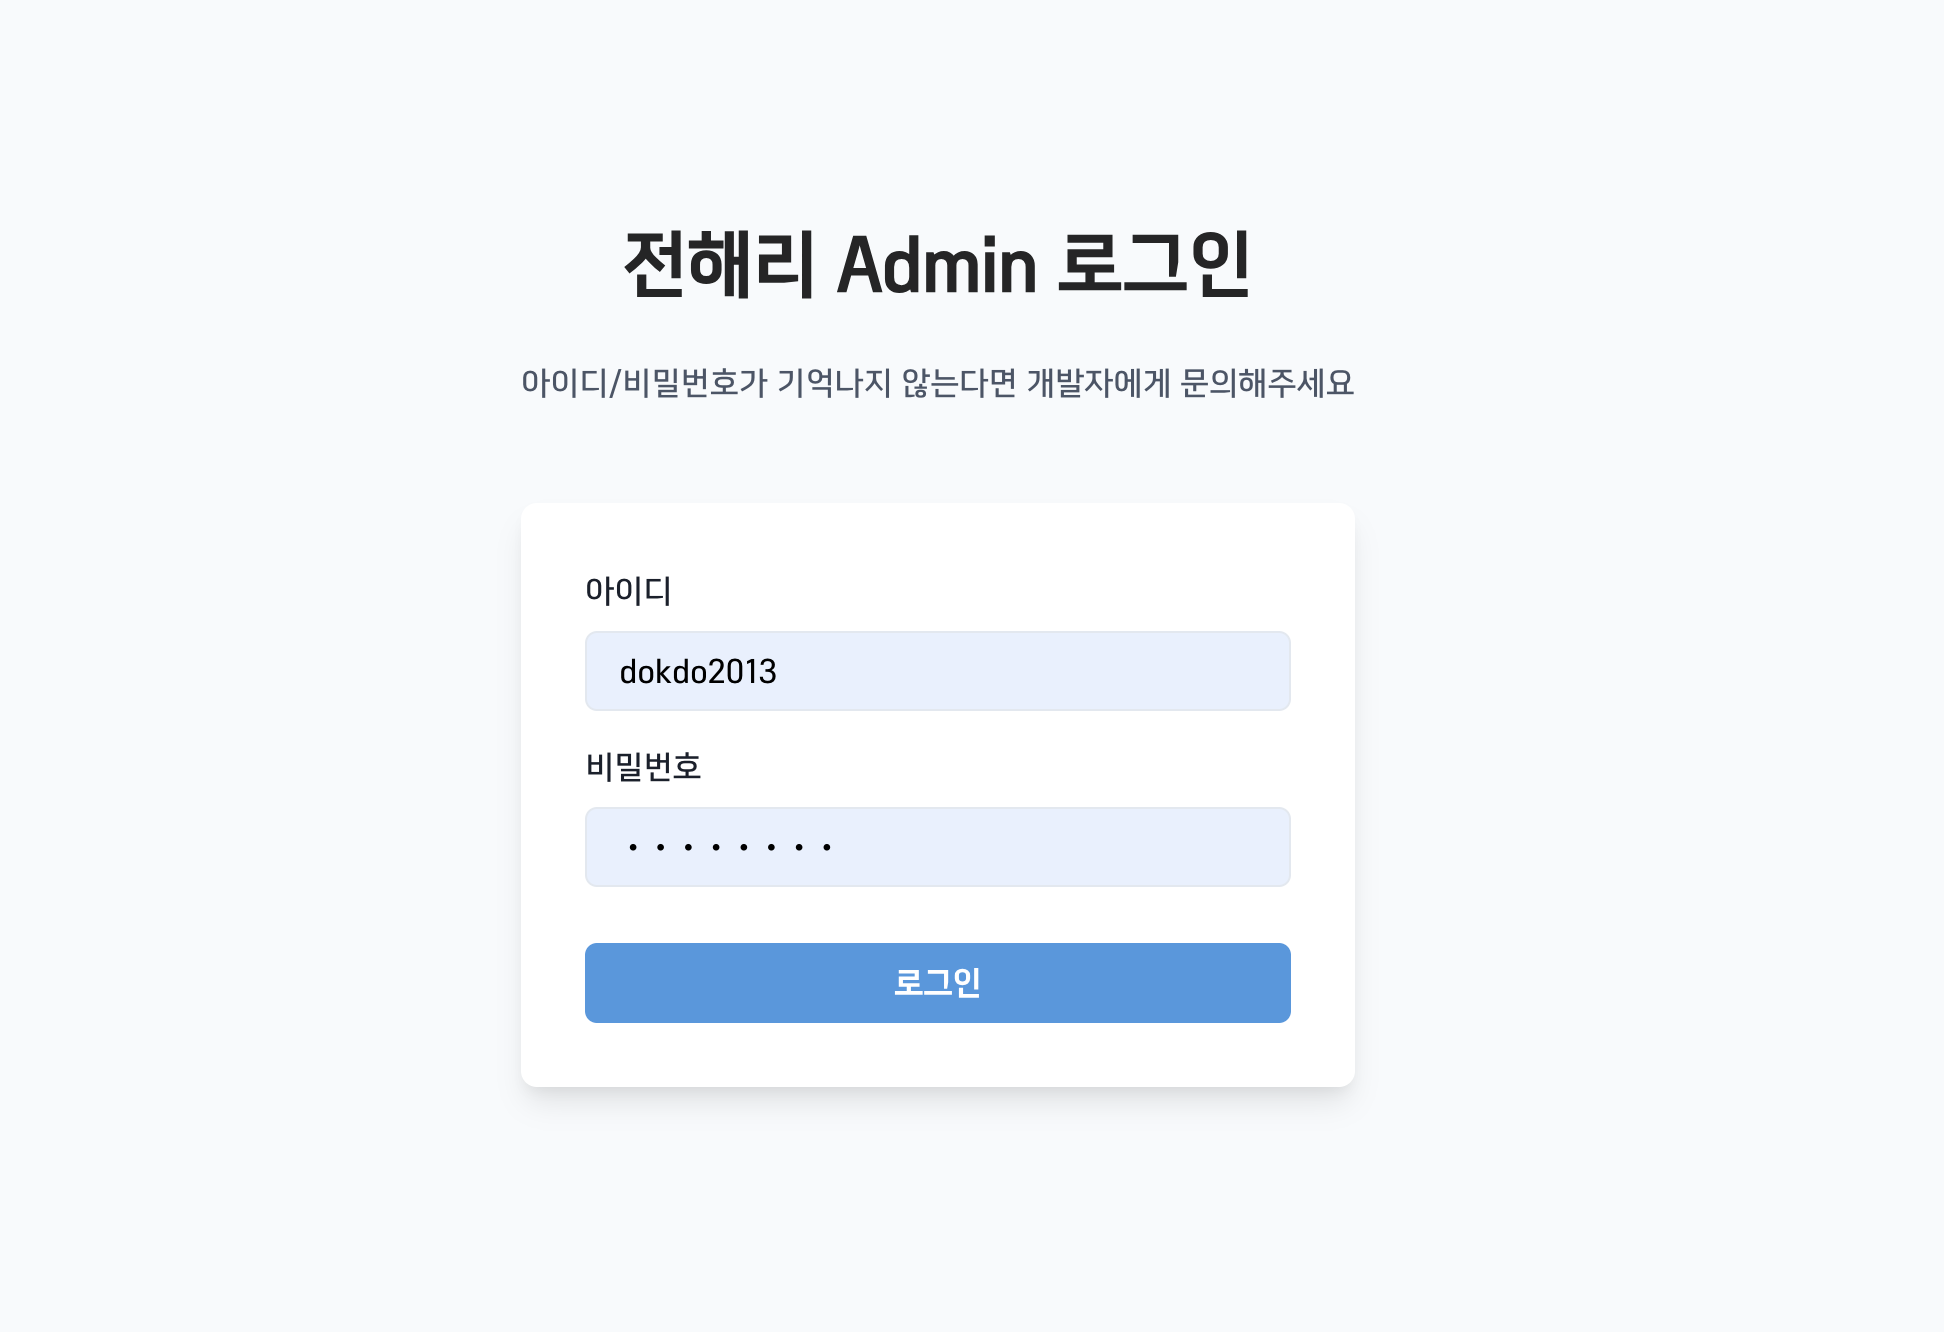 전해리 Admin 로그인
아이디/비밀번호가 기억나지 않는다면 개발자에게 문의해주세요
아이디
dokdo2013
비밀번호
••••••••
로그인